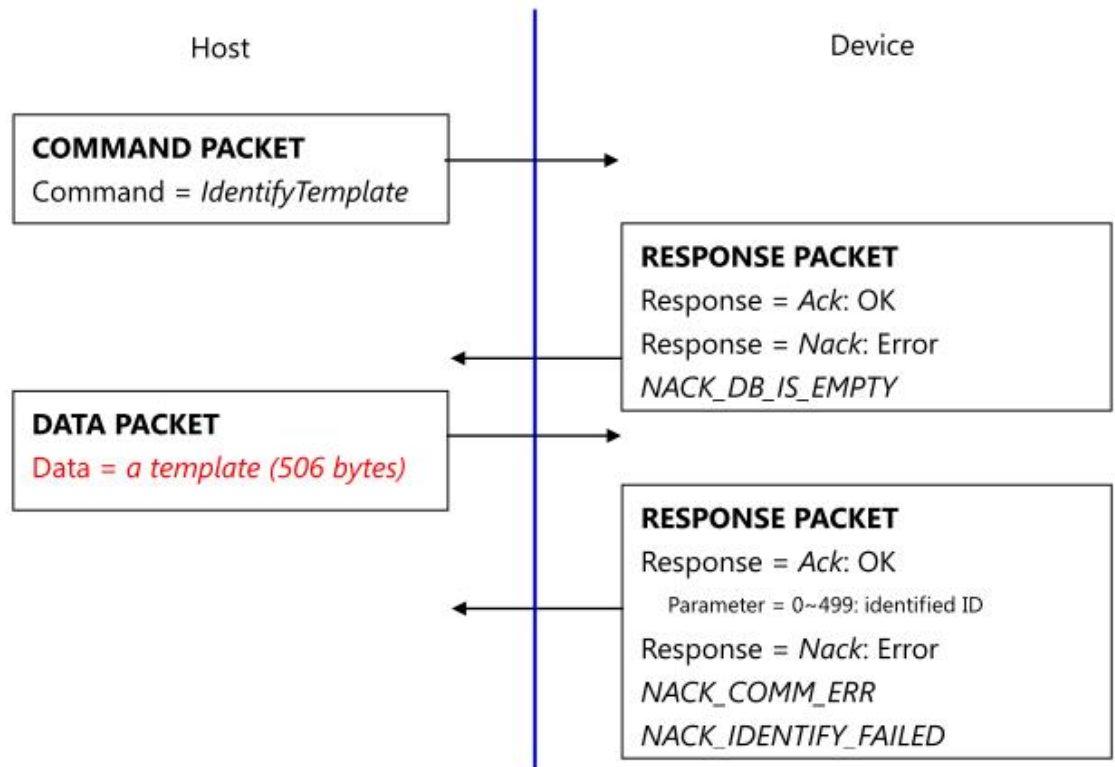 Host
Device
COMMAND PACKET
Command = IdentifyTemplate
RESPONSE PACKET
Response = Ack: OK
Response = Nack: Error
NACK_DB_IS_EMPTY
DATA PACKET
Data = a template (506 bytes)
RESPONSE PACKET
Response = Ack: OK
Parameter = 0~499: identified ID
Response = Nack: Error
NACK_COMM_ERR
NACK_IDENTIFY_FAILED